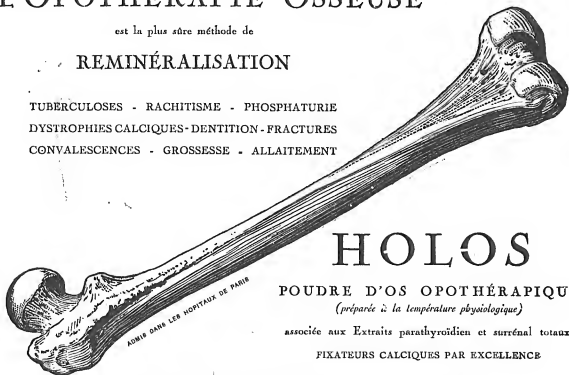 L'OPOTHÉRAPIE OSSEUSE
est la plus sûre méthode de
REMINÉRALISATION
TUBERCULOSES - RACHITISME - PHOSPHATURIE
DYSTROPHIES CALCIQUES - DENTITION - FRACTURES
CONVALESCENCES - GROSSESSE - ALLAITEMENT
ADMIS DANS LES HOPITAUX DE PARIS
HOLOS
POUDRE D'OS OPOTHÉRAPIQU
(préparée à la température physiologique)
associée aux Extraits parathyroïdien et surrénal totaux
FIXATEURS CALCIQUES PAR EXCELLENCE